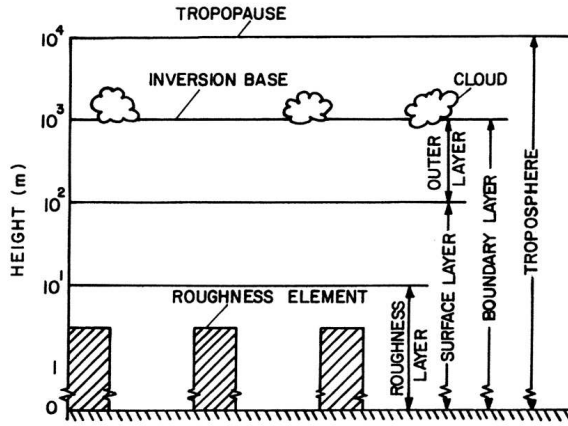 TROPOPAUSE
10⁴
INVERSION BASE
CLOUD
10³
OUTER
LAYER
10²
HEIGHT (m)
SURFACE LAYER
BOUNDARY LAYER
TROPOSPHERE
10¹
ROUGHNESS ELEMENT
ROUGHNESS
LAYER
1
0